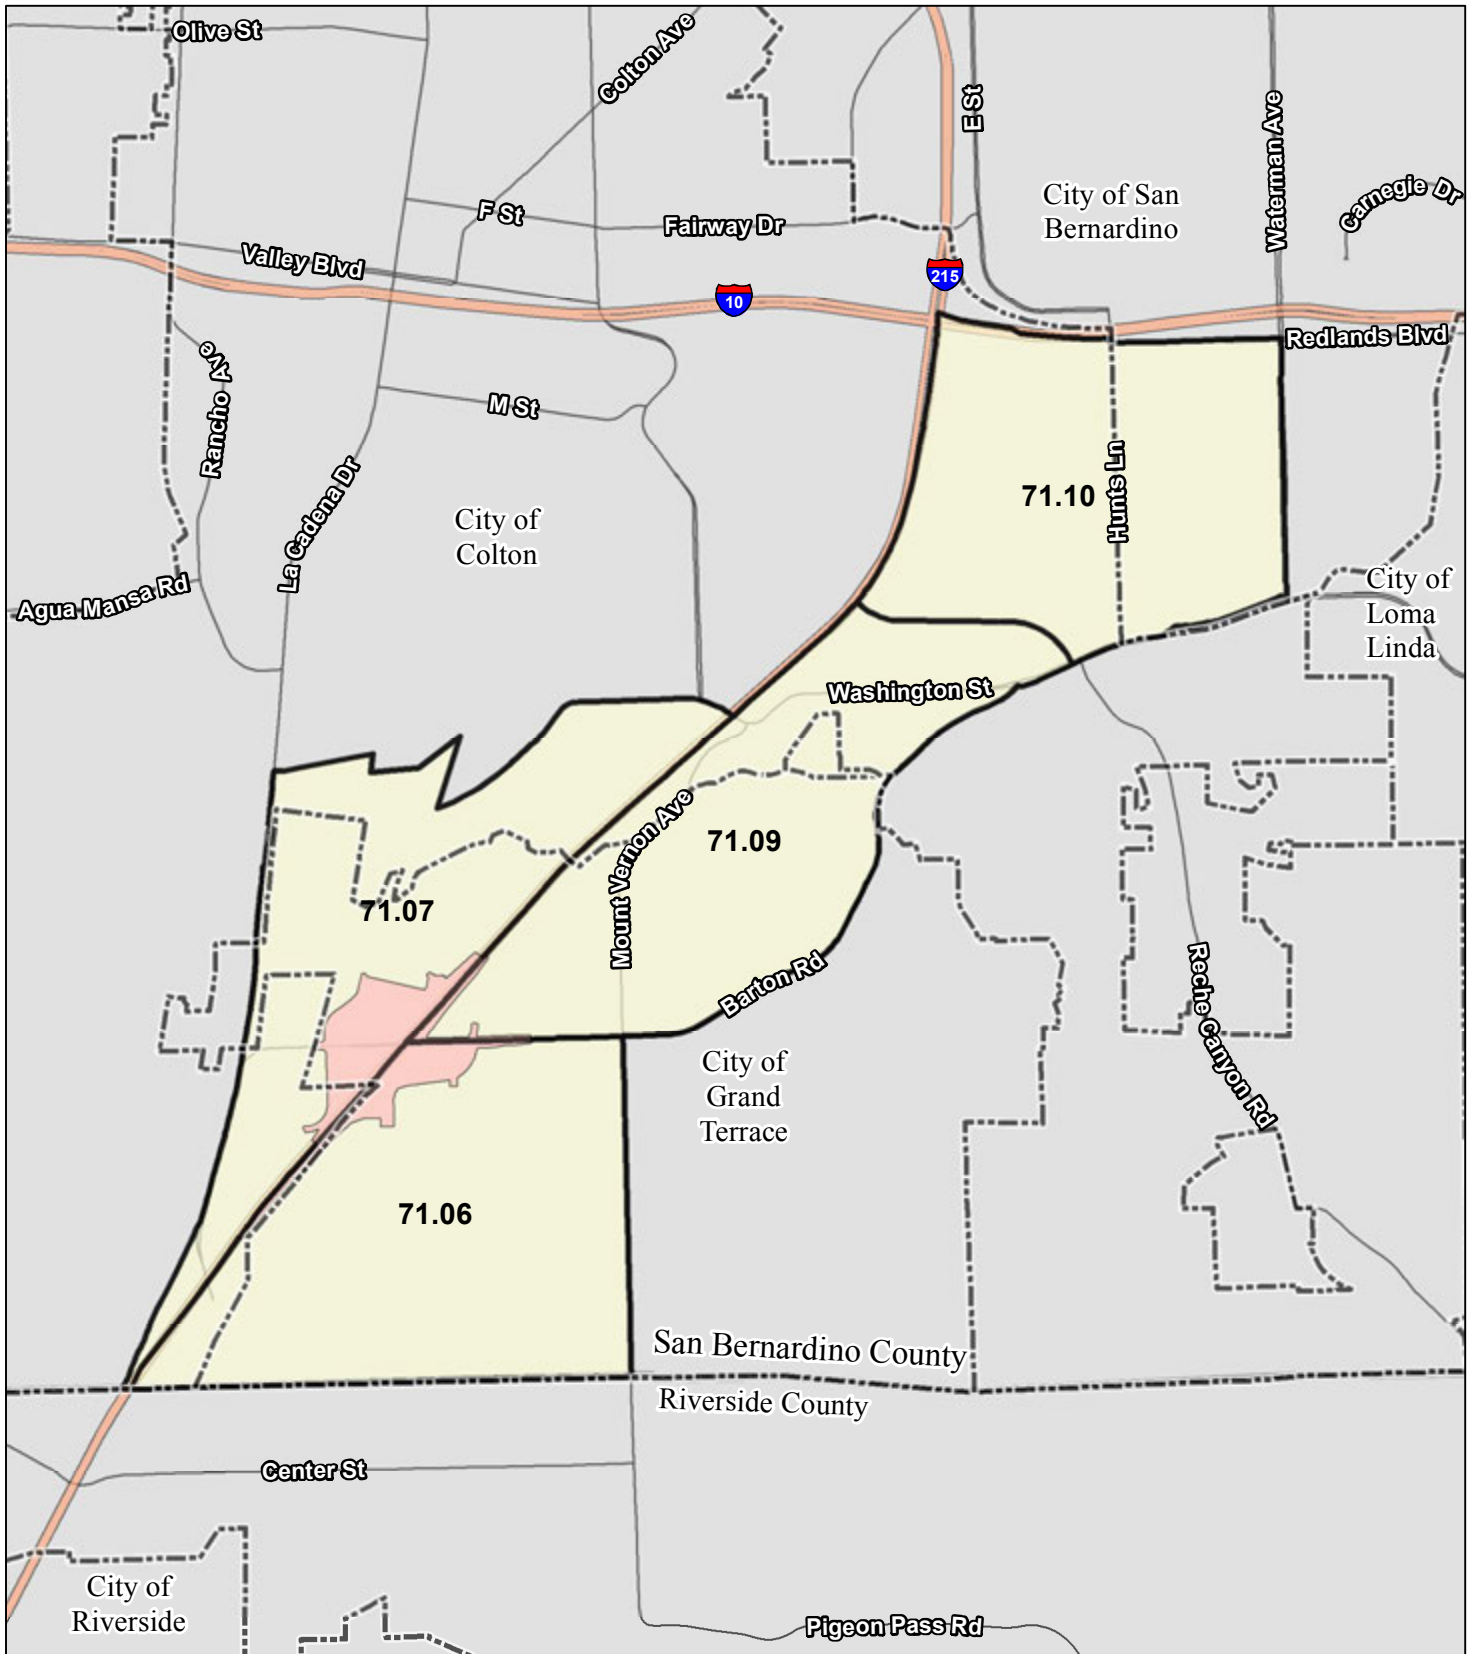 Olive St
Colton Ave
E St
Waterman Ave
Carnegie Dr
City of San
Bernardino
F St
Fairway Dr
Valley Blvd
215
10
Redlands Blvd
Rancho Ave
M St
La Cadena Dr
City of
Colton
71.10
Hunts Ln
Agua Mansa Rd
City of
Loma
Linda
Washington St
Mount Vernon Ave
71.09
71.07
Barton Rd
Reche Canyon Rd
City of
Grand
Terrace
71.06
San Bernardino County
Riverside County
Center St
City of
Riverside
Pigeon Pass Rd